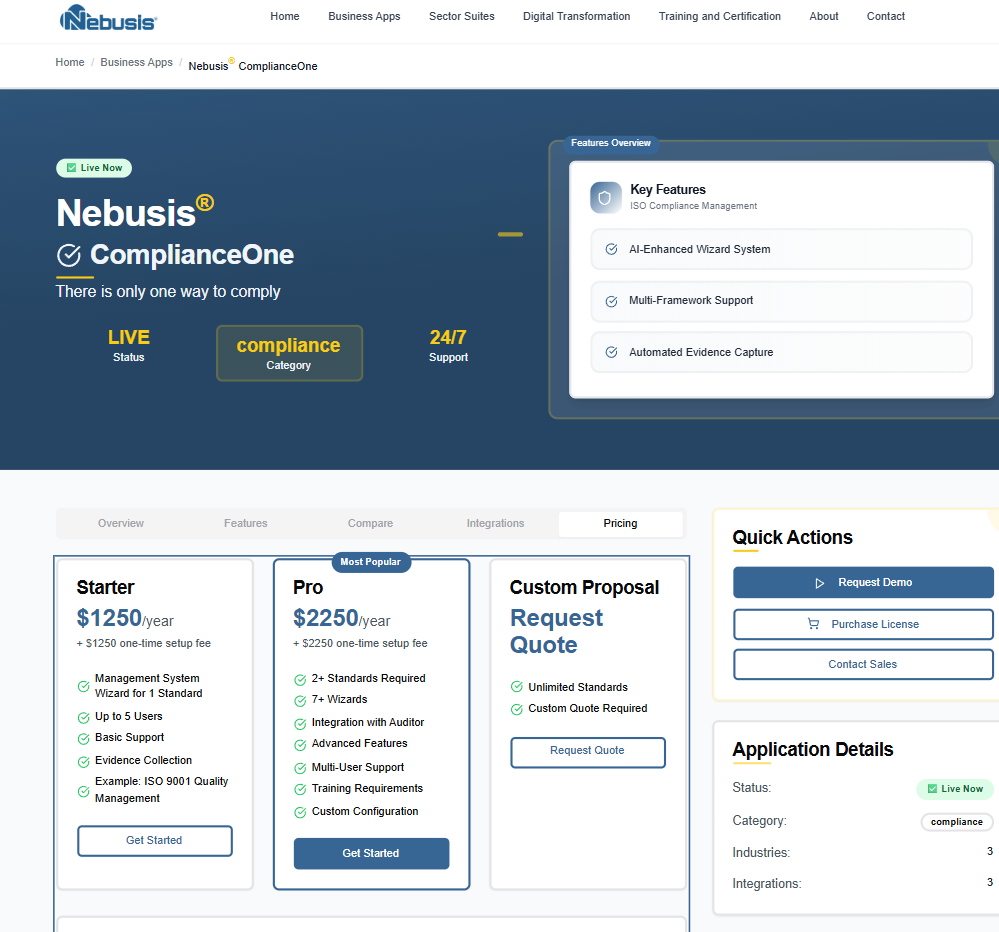 Nebusis®
Home
Business Apps
Sector Suites
Digital Transformation
Training and Certification
About
Contact
Home / Business Apps / Nebusis® ComplianceOne
Live Now
Nebusis®
ComplianceOne
There is only one way to comply
LIVE
Status
compliance
Category
24/7
Support
Features Overview
Key Features
ISO Compliance Management
AI-Enhanced Wizard System
Multi-Framework Support
Automated Evidence Capture
Overview
Features
Compare
Integrations
Pricing
Starter
$1250/year
+ $1250 one-time setup fee
Management System
Wizard for 1 Standard
Up to 5 Users
Basic Support
Evidence Collection
Example: ISO 9001 Quality
Management
Get Started
Most Popular
Pro
$2250/year
+ $2250 one-time setup fee
2+ Standards Required
7+ Wizards
Integration with Auditor
Advanced Features
Multi-User Support
Training Requirements
Custom Configuration
Get Started
Custom Proposal
Request
Quote
Unlimited Standards
Custom Quote Required
Request Quote
Quick Actions
Request Demo
Purchase License
Contact Sales
Application Details
Status:
Live Now
Category:
compliance
Industries:
3
Integrations:
3